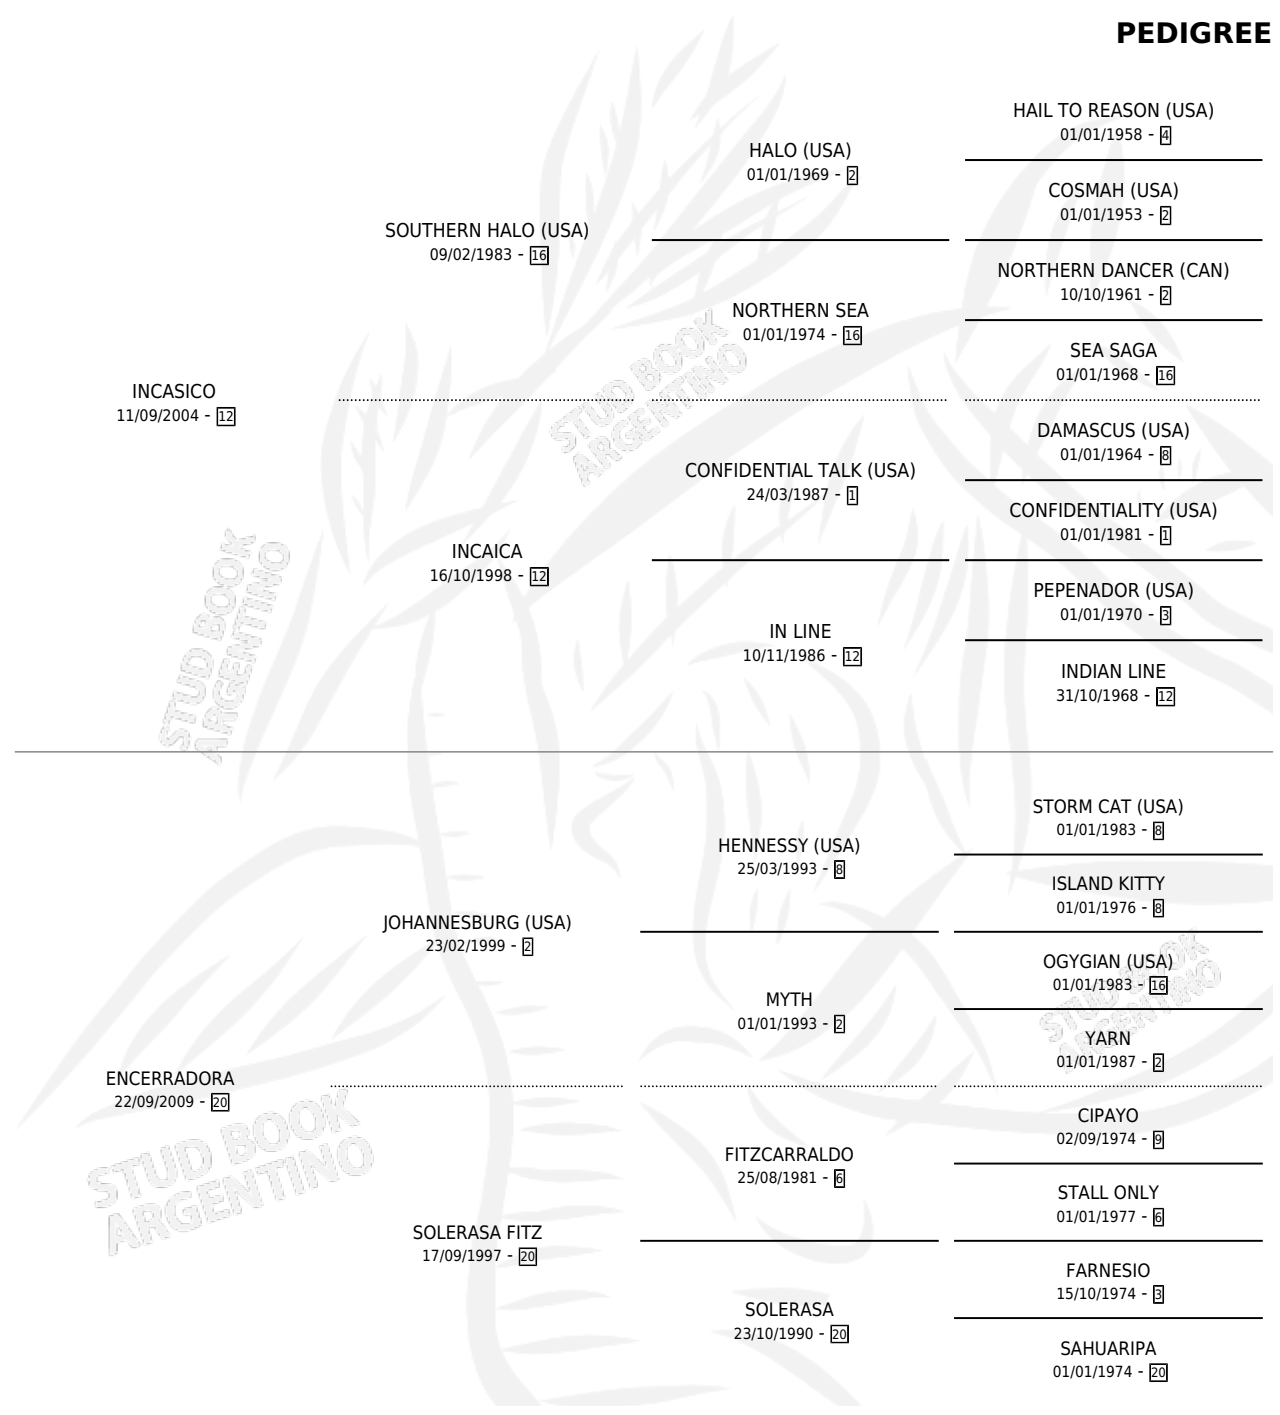 PEDIGREE
HAIL TO REASON (USA)
01/01/1958 - 4
HALO (USA)
01/01/1969 - 2
COSMAH (USA)
01/01/1953 - 2
SOUTHERN HALO (USA)
09/02/1983 - 16
NORTHERN DANCER (CAN)
10/10/1961 - 2
NORTHERN SEA
01/01/1974 - 16
SEA SAGA
01/01/1968 - 16
INCASICO
11/09/2004 - 12
DAMASCUS (USA)
01/01/1964 - 8
CONFIDENTIAL TALK (USA)
24/03/1987 - 1
CONFIDENTIALITY (USA)
01/01/1981 - 1
INCAICA
16/10/1998 - 12
PEPENADOR (USA)
01/01/1970 - 3
IN LINE
10/11/1986 - 12
INDIAN LINE
31/10/1968 - 12
STORM CAT (USA)
01/01/1983 - 8
HENNESSY (USA)
25/03/1993 - 8
ISLAND KITTY
01/01/1976 - 8
JOHANNESBURG (USA)
23/02/1999 - 2
OGYGIAN (USA)
01/01/1983 - 16
MYTH
01/01/1993 - 2
YARN
01/01/1987 - 2
ENCERRADORA
22/09/2009 - 20
CIPAYO
02/09/1974 - 9
FITZCARRALDO
25/08/1981 - 6
STALL ONLY
01/01/1977 - 6
SOLERASA FITZ
17/09/1997 - 20
FARNESIO
15/10/1974 - 3
SOLERASA
23/10/1990 - 20
SAHUARIPA
01/01/1974 - 20
STUD BOOK
ARGENTINO
STUD BOOK
ARGENTINO
STUD BOOK
ARGENTINO
STUD BOOK
ARGENTINO